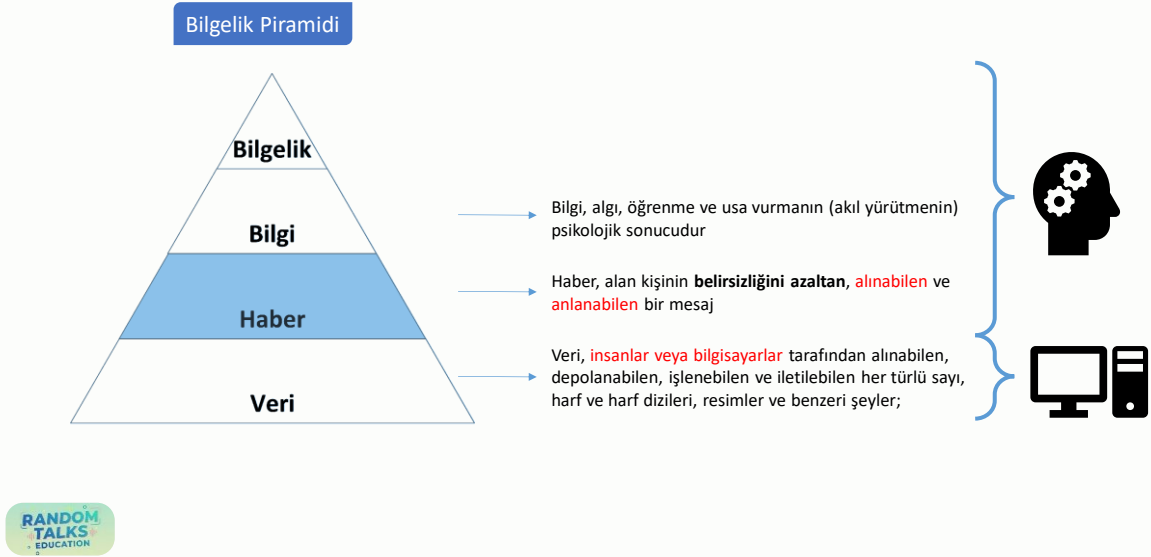 Bilgelik Piramidi
Bilgelik
Bilgi
Bilgi, algı, öğrenme ve usa vurmanın (akıl yürütmenin)
psikolojik sonucudur
Haber
Haber, alan kişinin belirsizliğini azaltan, alınabilen ve
anlanabilen bir mesaj
Veri
Veri, insanlar veya bilgisayarlar tarafından alınabilen,
depolanabilen, işlenebilen ve iletilebilen her türlü sayı,
harf ve harf dizileri, resimler ve benzeri şeyler;
RANDOM
TALKS
EDUCATION